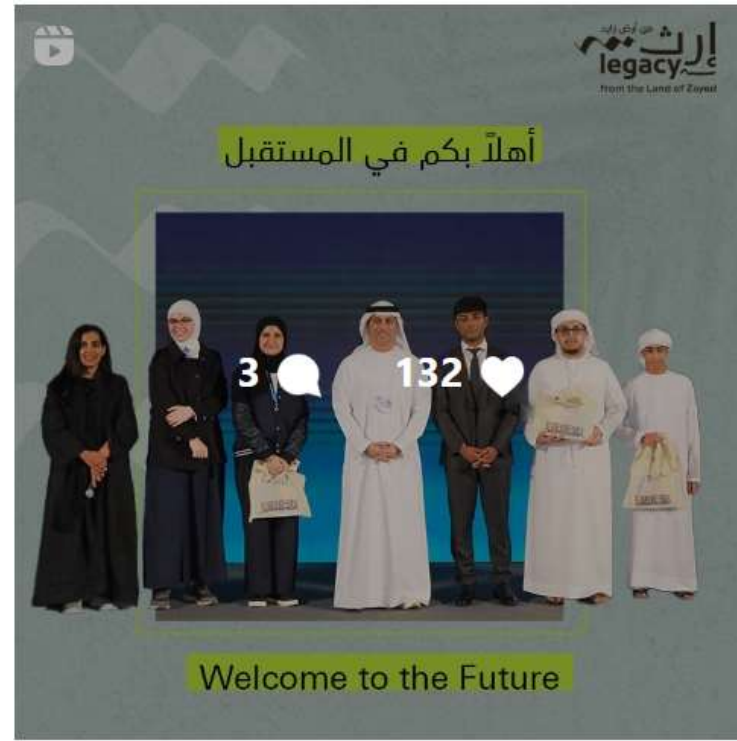 من أرض زايد
إرث
legacy
from the Land of Zayed
أهلاً بكم في المستقبل
3
132
Welcome to the Future